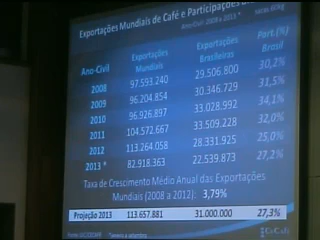 Exportações Mundiais de Café e Participações
Ano-Civil 2008 a 2013 * sacas 60kg
Ano-Civil Exportações Mundiais Exportações Brasileiras Part.(%) Brasil
2008 97.593.240 29.506.800 30,2%
2009 96.204.854 30.346.729 31,5%
2010 96.926.897 33.028.992 34,1%
2011 104.572.667 33.509.228 32,0%
2012 113.264.058 28.331.925 25,0%
2013 * 82.918.363 22.539.873 27,2%
Taxa de Crescimento Médio Anual das Exportações
Mundiais (2008 a 2012): 3,79%
Projeção 2013 113.657.881 31.000.000 27,3%